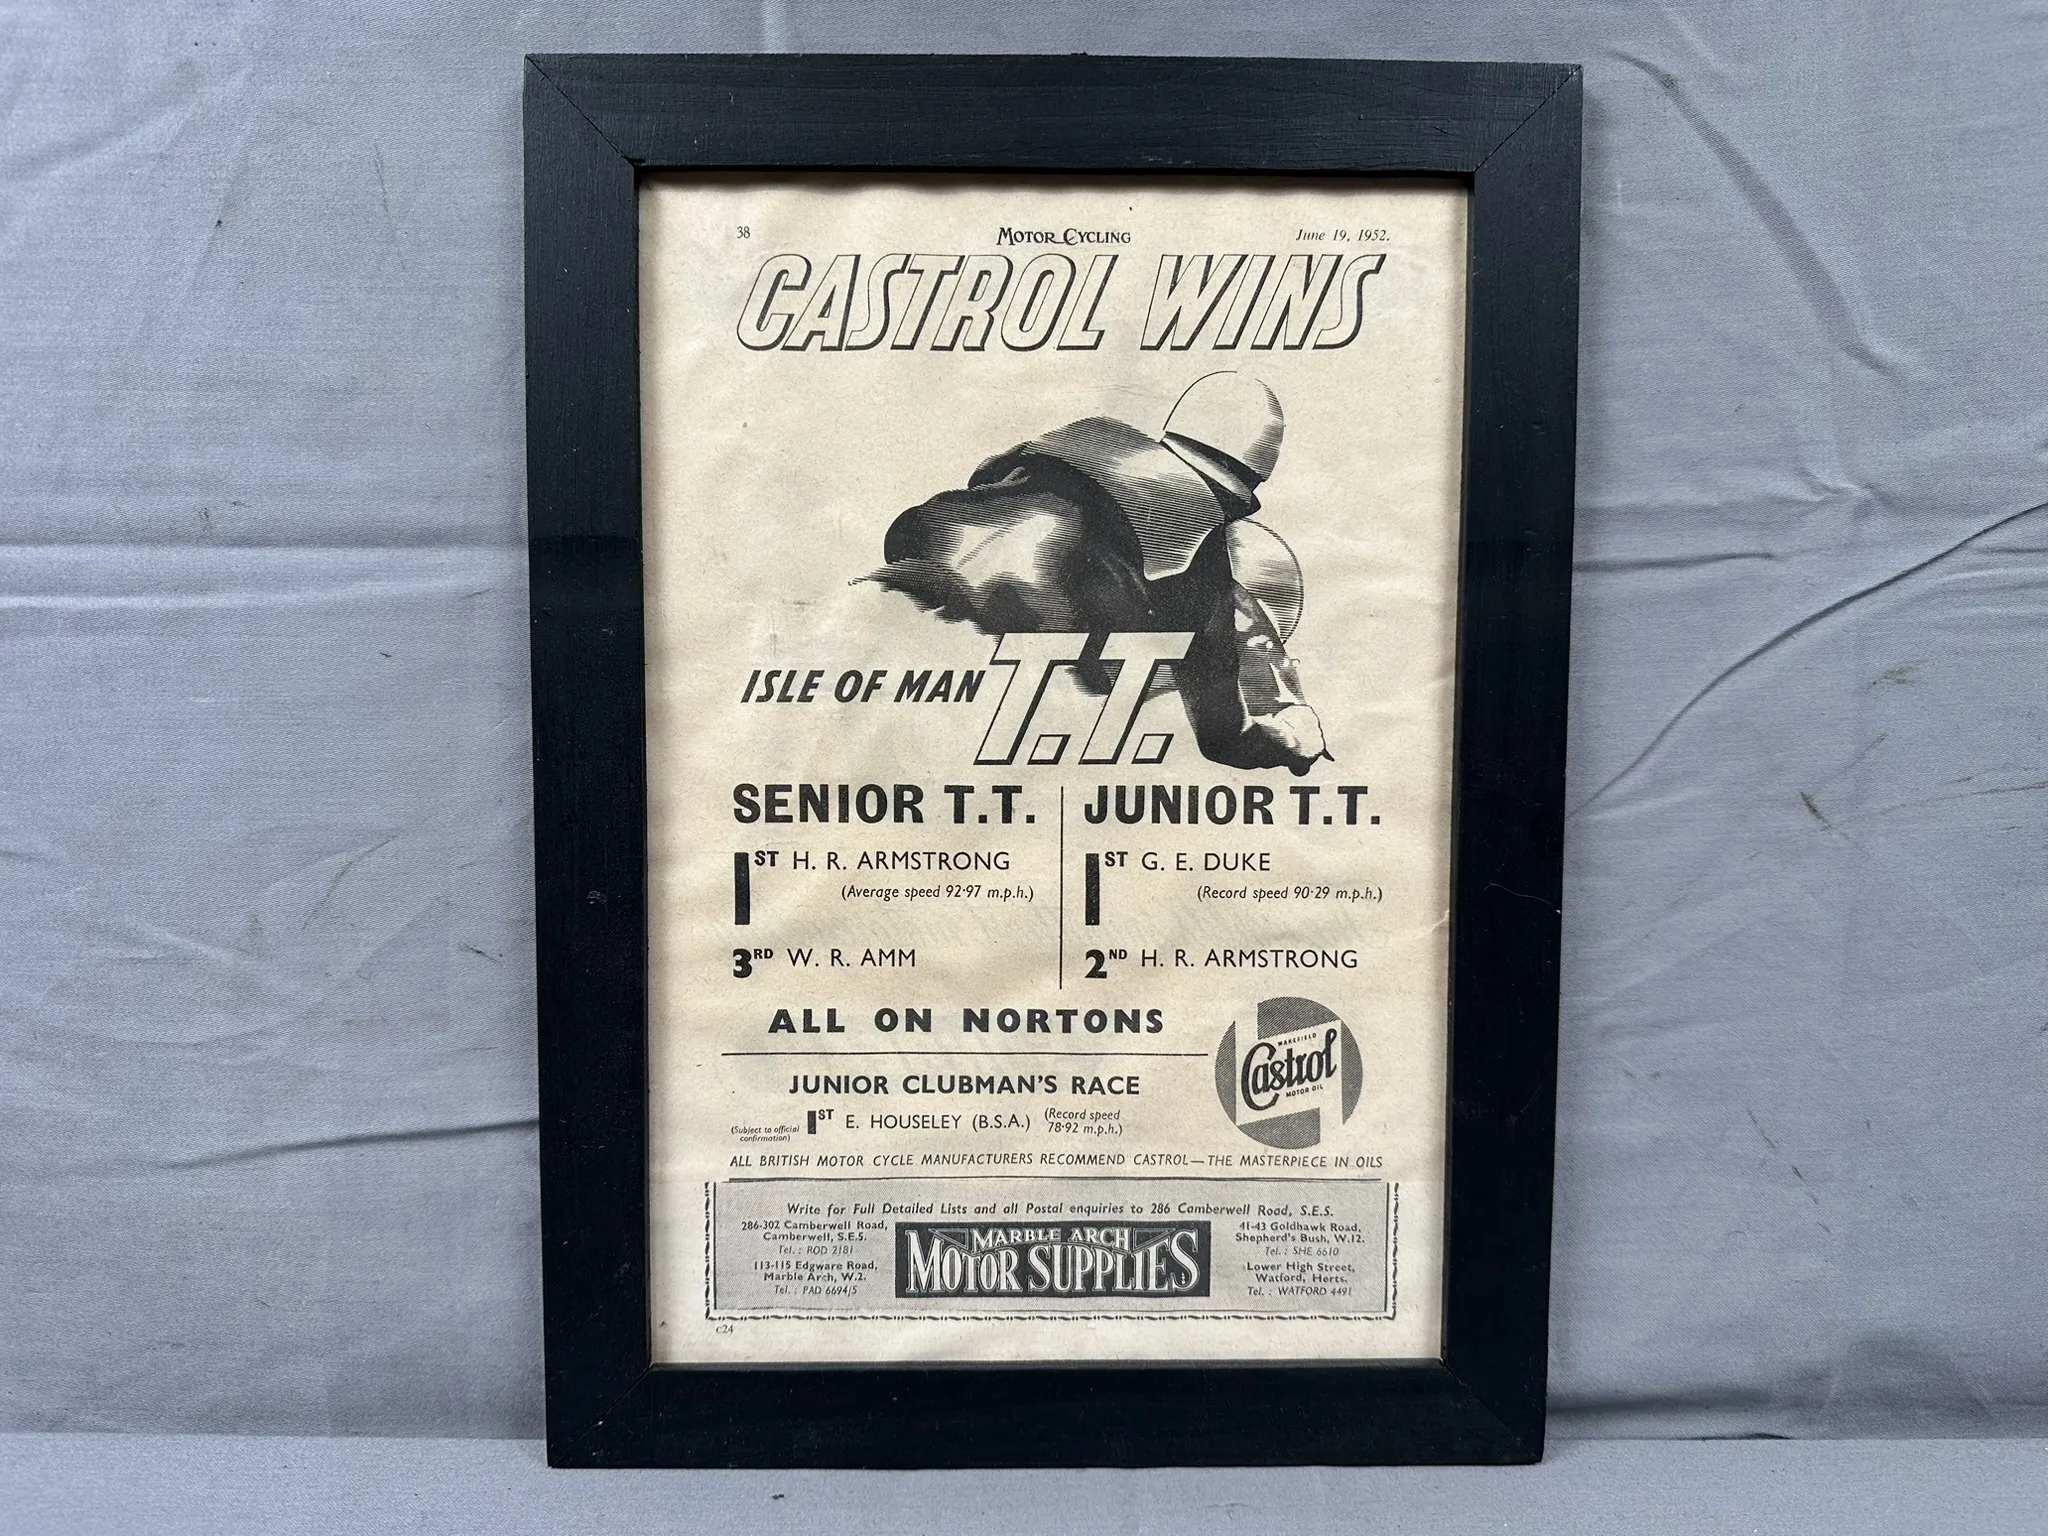 38 MOTOR CYCLING June 19, 1952.
CASTROL WINS
ISLE OF MAN T.T.
SENIOR T.T.
1ST H. R. ARMSTRONG
(Average speed 92·97 m.p.h.)
3RD W. R. AMM
JUNIOR T.T.
1ST G. E. DUKE
(Record speed 90·29 m.p.h.)
2ND H. R. ARMSTRONG
ALL ON NORTONS
JUNIOR CLUBMAN'S RACE
(Subject to official
confirmation)
1ST E. HOUSELEY (B.S.A.)
(Record speed
78·92 m.p.h.)
WAKEFIELD
Castrol
MOTOR OIL
ALL BRITISH MOTOR CYCLE MANUFACTURERS RECOMMEND CASTROL—THE MASTERPIECE IN OILS
Write for Full Detailed Lists and all Postal enquiries to 286 Camberwell Road, S.E.5.
286-302 Camberwell Road,
Camberwell, S.E.5.
Tel.: ROD 2181
113-115 Edgware Road,
Marble Arch, W.2.
Tel.: PAD 6694/5
MARBLE ARCH
MOTOR SUPPLIES
41-43 Goldhawk Road,
Shepherd's Bush, W.12.
Tel.: SHE 6610
Lower High Street,
Watford, Herts.
Tel.: WATFORD 4491
c24